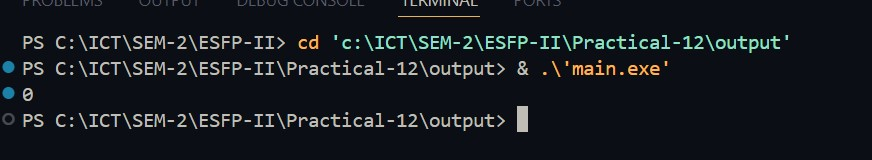 PROBLEMS OUTPUT DEBUG CONSOLE TERMINAL PORTS
PS C:\ICT\SEM-2\ESFP-II> cd 'c:\ICT\SEM-2\ESFP-II\Practical-12\output'
PS C:\ICT\SEM-2\ESFP-II\Practical-12\output> & .\'main.exe'
0
PS C:\ICT\SEM-2\ESFP-II\Practical-12\output>